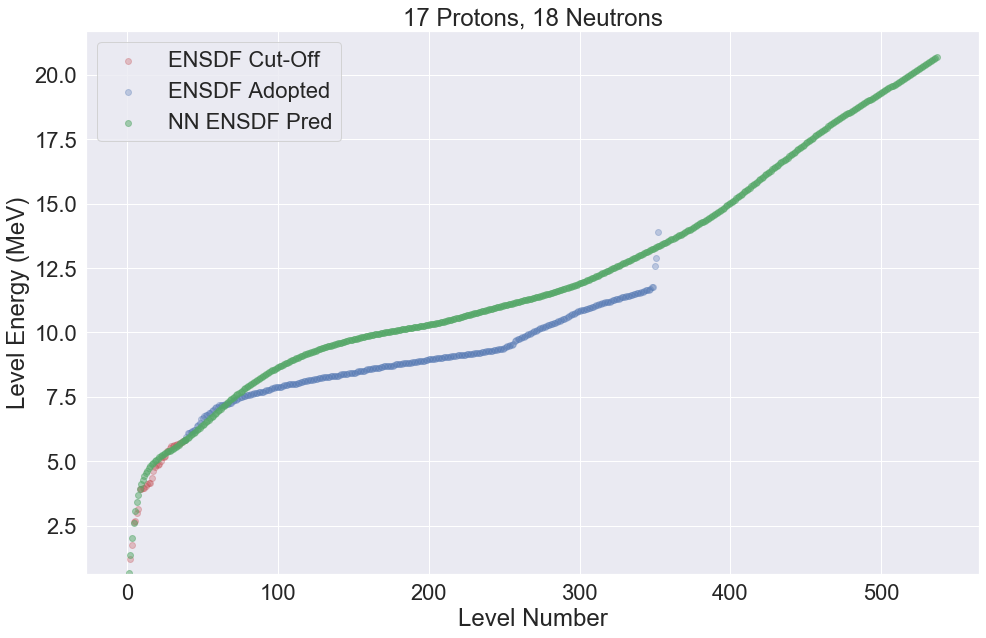 17 Protons, 18 Neutrons
ENSDF Cut-Off
ENSDF Adopted
NN ENSDF Pred
Level Energy (MeV)
20.0
17.5
15.0
12.5
10.0
7.5
5.0
2.5
0 100 200 300 400 500
Level Number